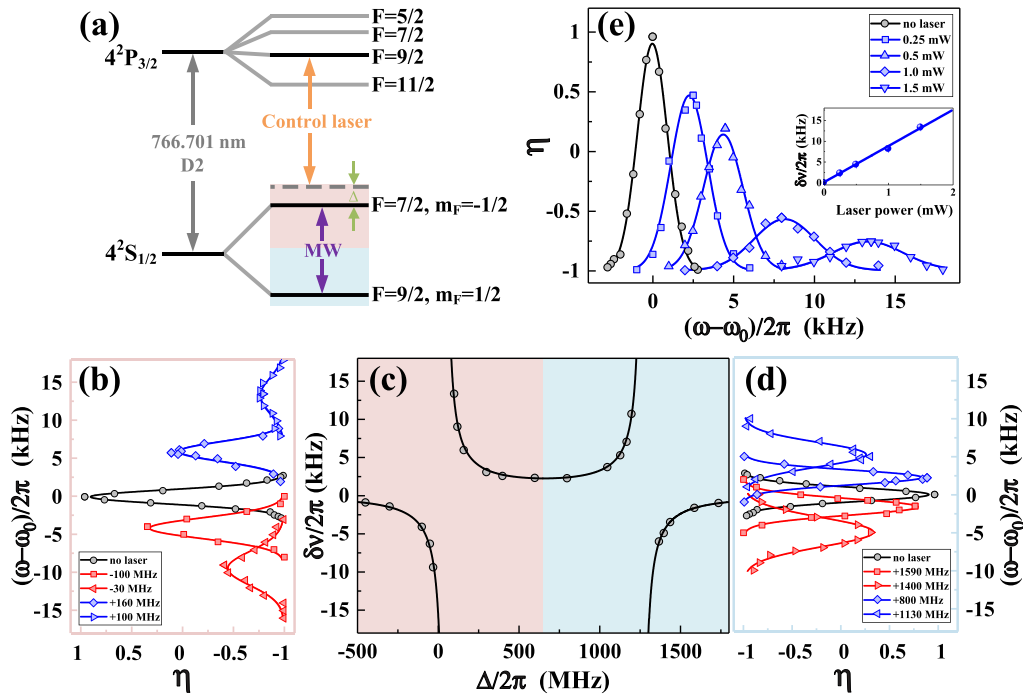 (a)
F=5/2
F=7/2
4²P₃/₂
F=9/2
F=11/2
Control laser
766.701 nm
D2
Δ
F=7/2, mF=-1/2
4²S₁/₂
MW
F=9/2, mF=1/2
(e)
no laser
0.25 mW
0.5 mW
1.0 mW
1.5 mW
1
0.5
0
-0.5
-1
η
0 5 10 15
(ω−ω₀)/2π (kHz)
15
10
5
0
δν/2π (kHz)
0 1 2
Laser power (mW)
(b)
15
10
5
0
-5
-10
-15
(ω−ω₀)/2π (kHz)
no laser
-100 MHz
-30 MHz
+160 MHz
+100 MHz
1 0.5 0 -0.5 -1
η
(c)
15
10
5
0
-5
-10
-15
δν/2π (kHz)
-500 0 500 1000 1500
Δ/2π (MHz)
(d)
no laser
+1590 MHz
+1400 MHz
+800 MHz
+1130 MHz
-1 -0.5 0 0.5 1
η
15
10
5
0
-5
-10
-15
(ω−ω₀)/2π (kHz)